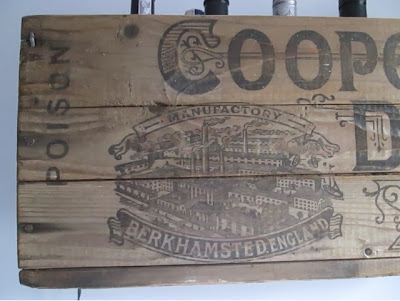 POISON
COOPE
D
MANUFACTORY
BERKHAMSTED.ENGLAND